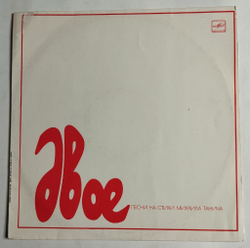 двое
ПЕСНИ НА СТИХИ МИХАИЛА ТАНИЧА